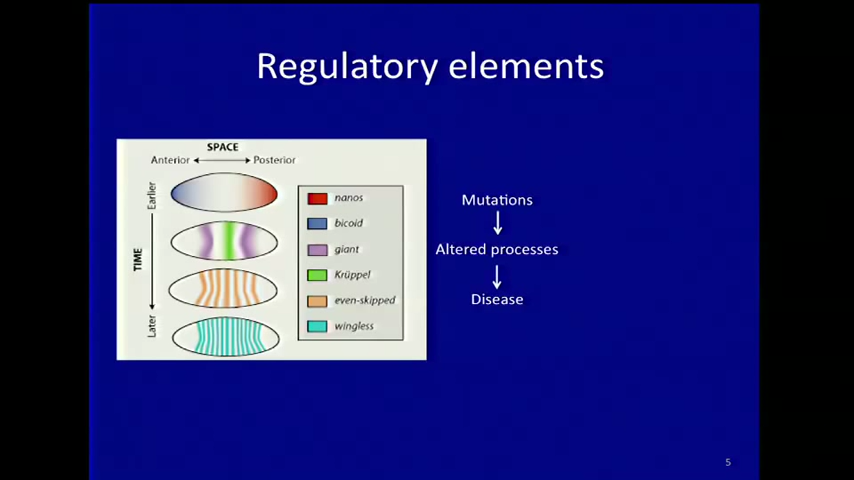 Regulatory elements
SPACE
Anterior Posterior
Earlier
TIME
Later
nanos
bicoid
giant
Krüppel
even-skipped
wingless
Mutations
Altered processes
Disease
5